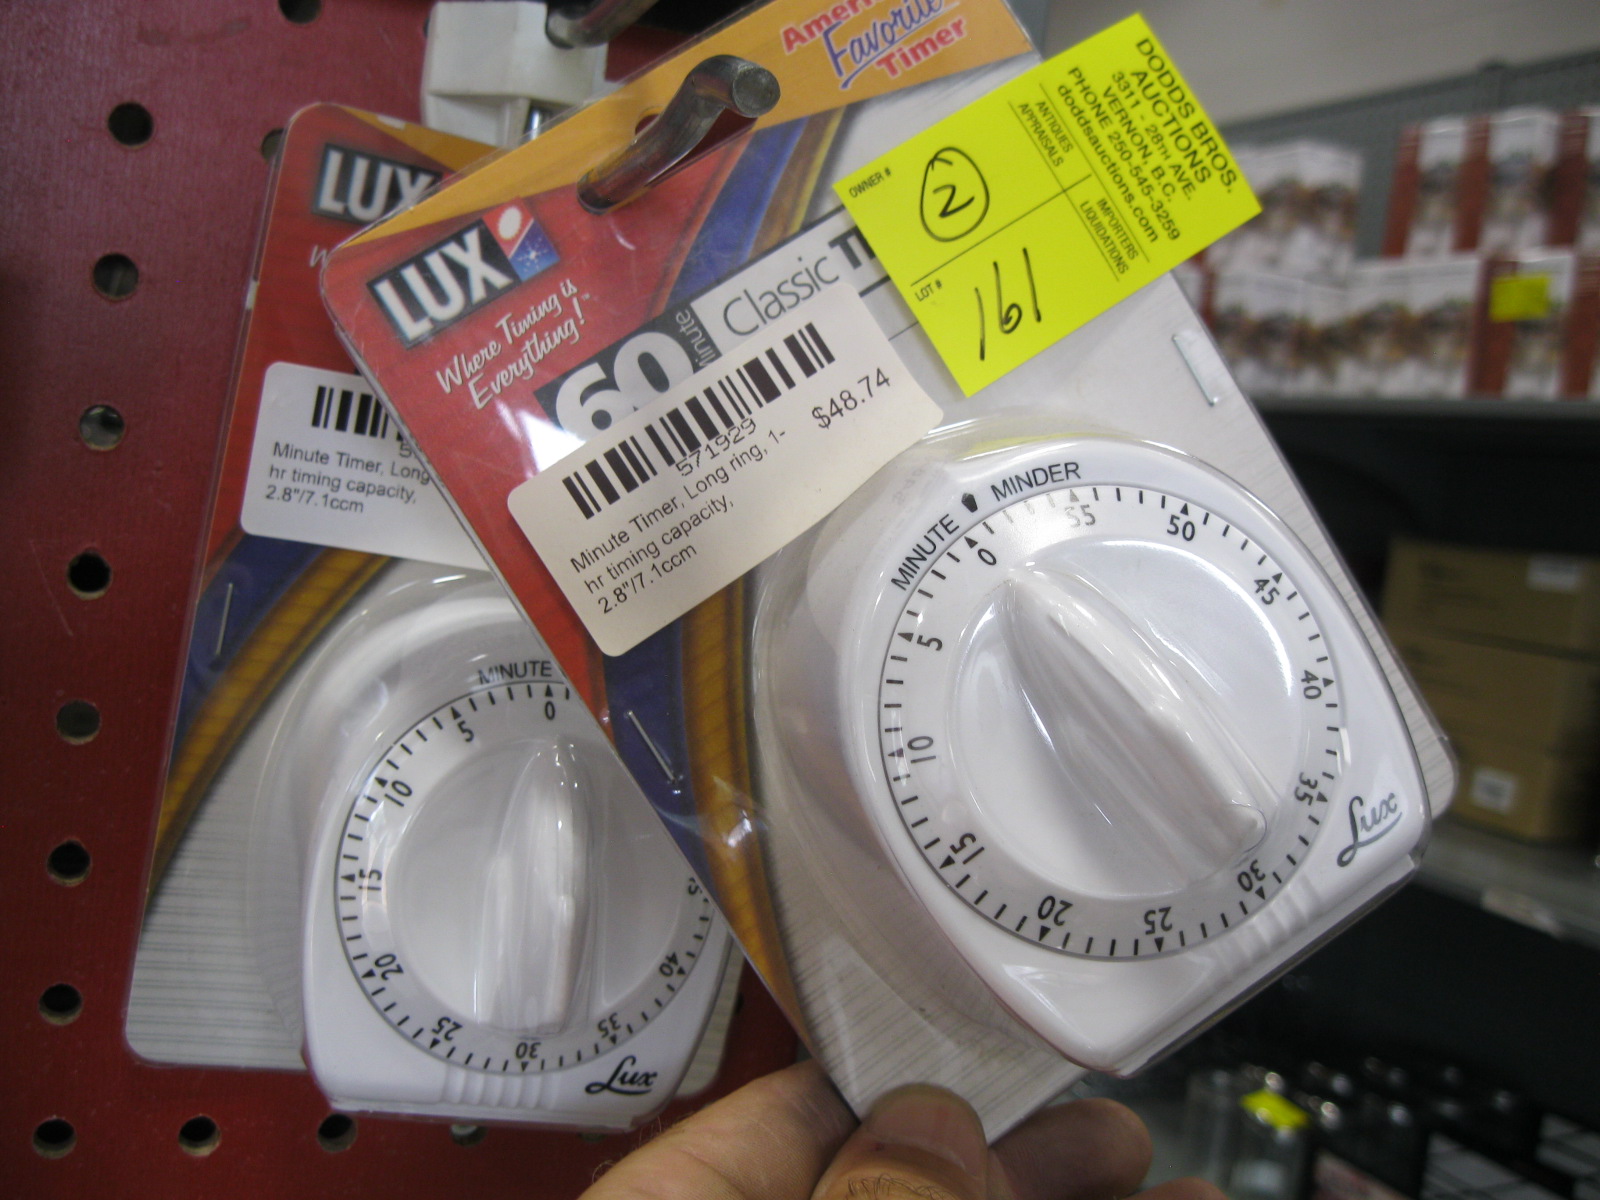 America's
Favorite
Timer
LUX
Where Timing is
Everything!™
60 Minute Classic
571929
$48.74
Minute Timer, Long ring, 1-
hr timing capacity,
2.8"/7.1ccm
DODDS BROS.
AUCTIONS
3311 - 28TH AVE.
VERNON, B.C.
PHONE 250-545-3259
doddsauctions.com
ANTIQUES
APPRAISALS
IMPORTERS
LIQUIDATIONS
OWNER #
2
LOT #
161
MINUTE MINDER
0
55
50
45
40
35
30
25
20
15
10
5
Lux
LUX
Minute Timer, Long
hr timing capacity,
2.8"/7.1ccm
MINUTE
0
5
10
15
20
25
30
35
40
Lux